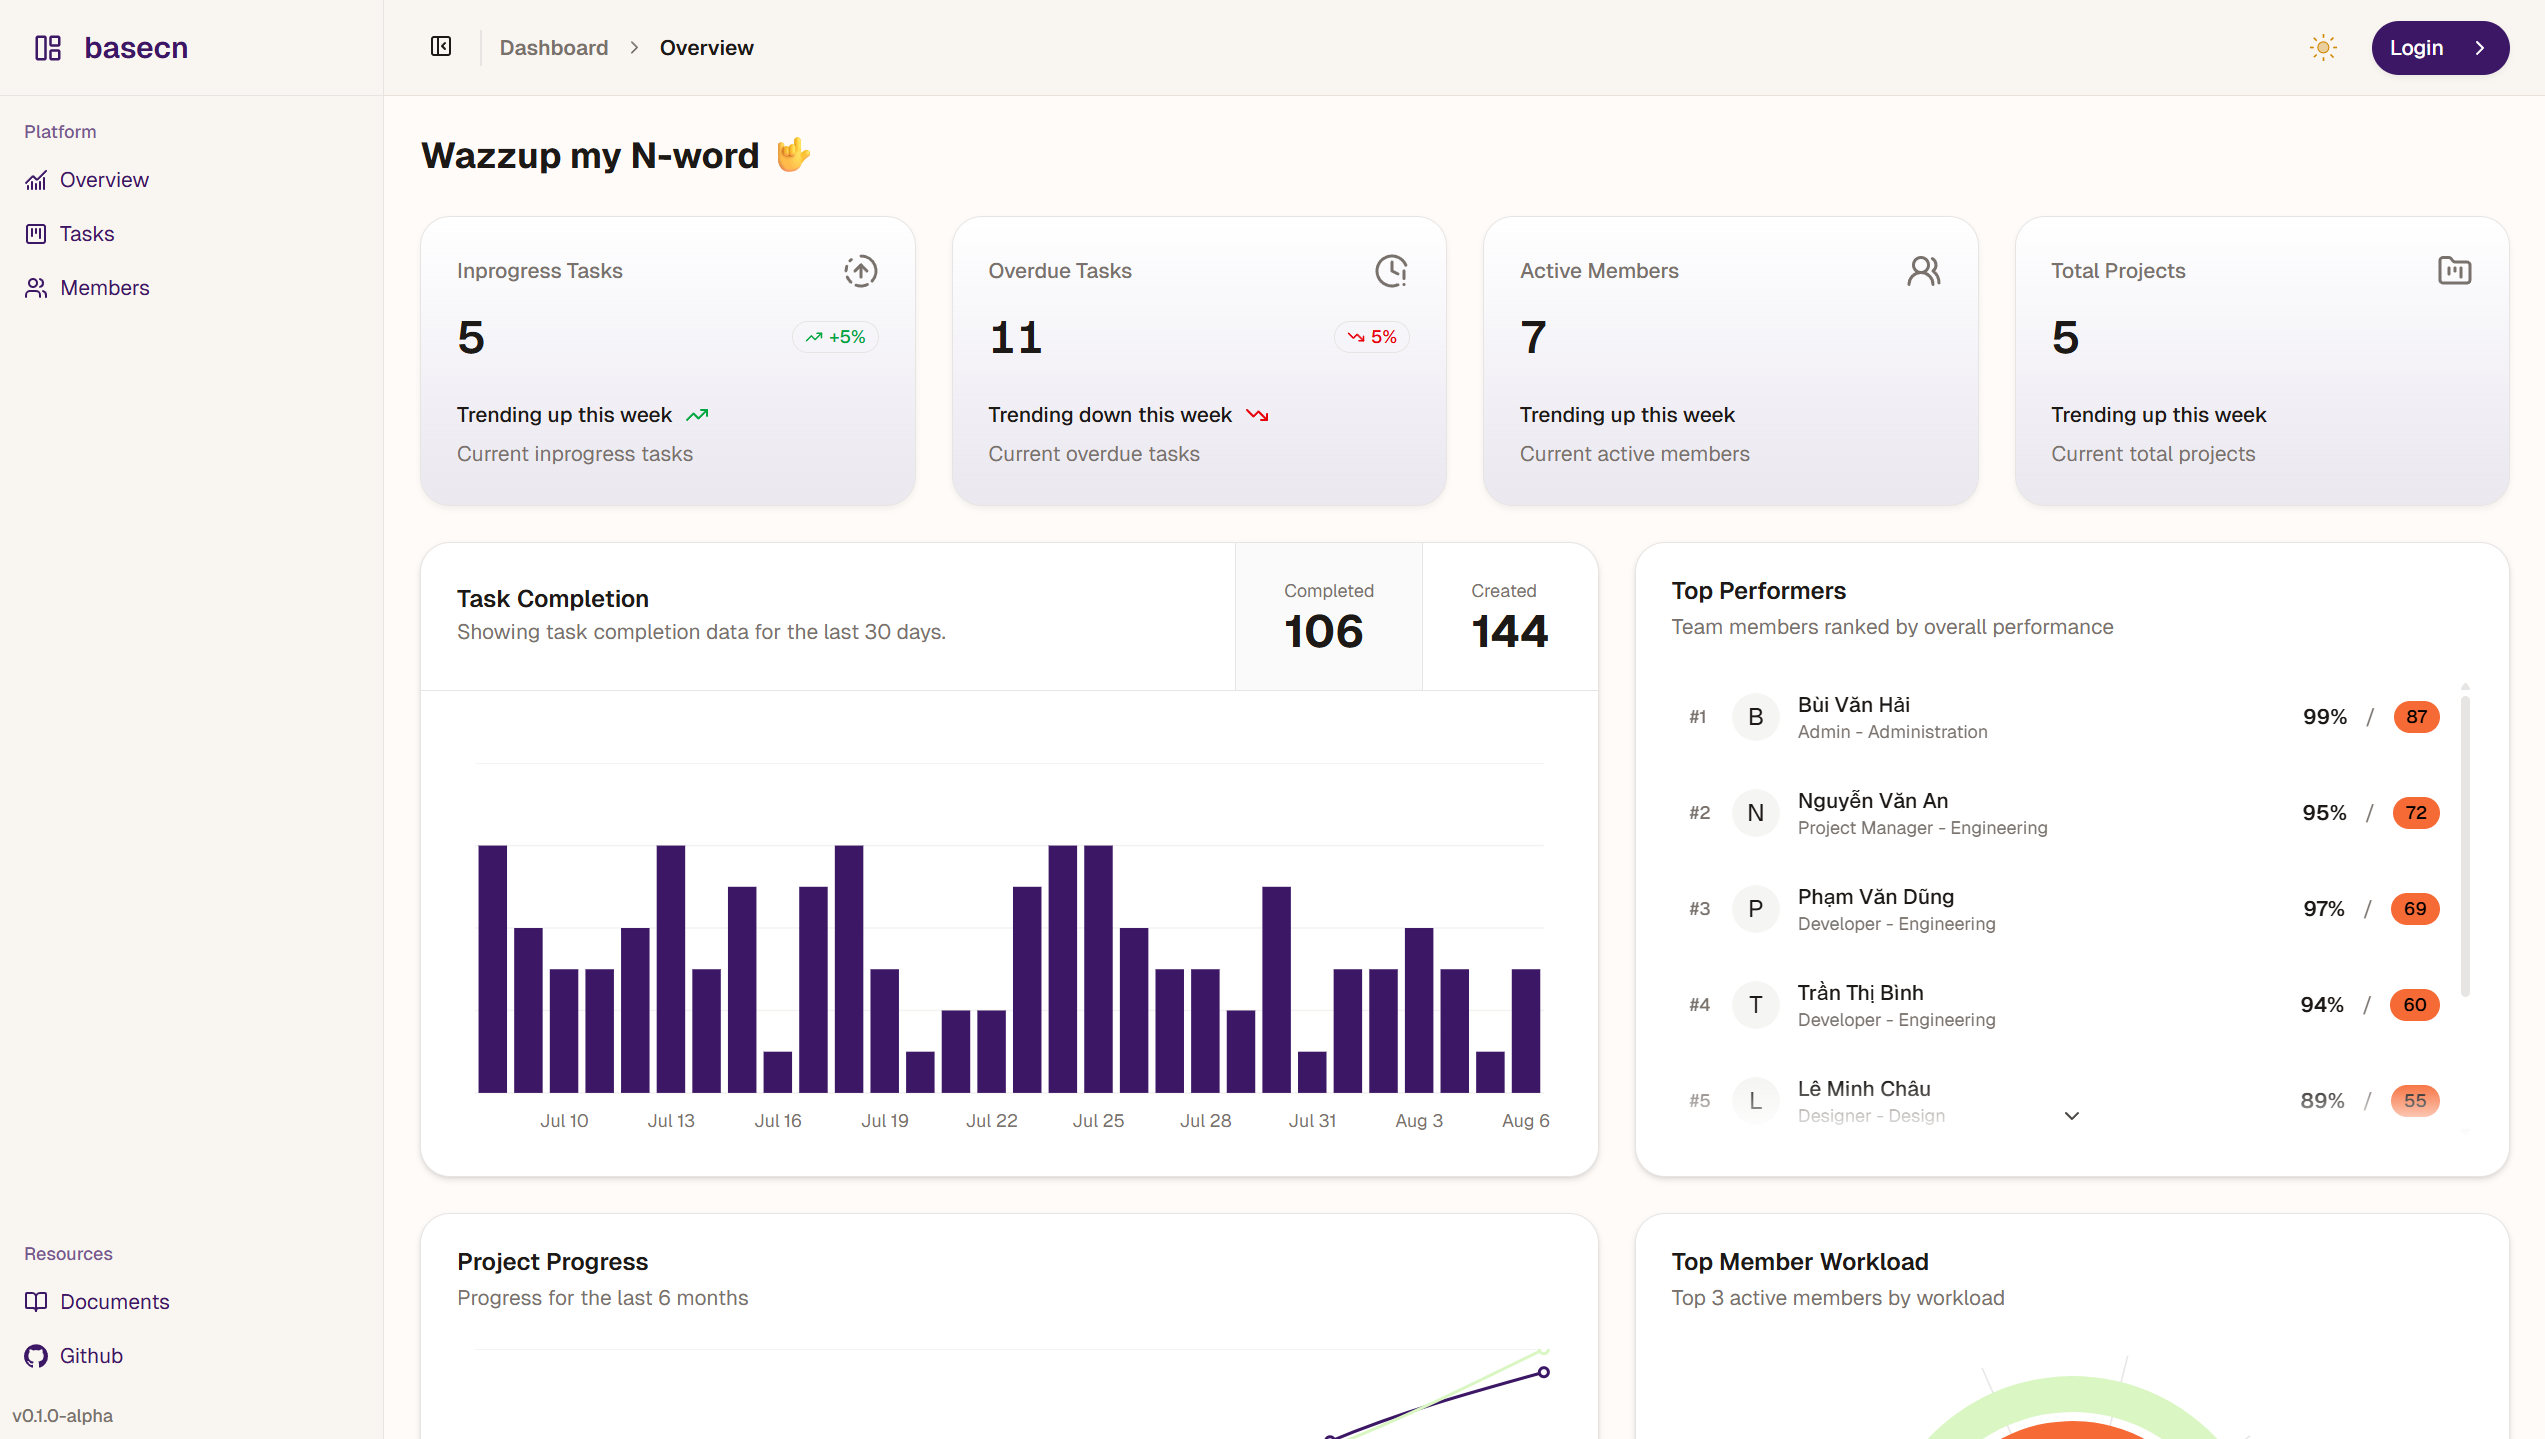 basecn
Dashboard
Overview
Login
Platform
Overview
Tasks
Members
Wazzup my N-word 🤟
Inprogress Tasks
5
+5%
Trending up this week
Current inprogress tasks
Overdue Tasks
11
5%
Trending down this week
Current overdue tasks
Active Members
7
Trending up this week
Current active members
Total Projects
5
Trending up this week
Current total projects
Task Completion
Showing task completion data for the last 30 days.
Completed
106
Created
144
Jul 10 Jul 13 Jul 16 Jul 19 Jul 22 Jul 25 Jul 28 Jul 31 Aug 3 Aug 6
Top Performers
Team members ranked by overall performance
#1 B Bùi Văn Hải 99% / 87
Admin - Administration
#2 N Nguyễn Văn An 95% / 72
Project Manager - Engineering
#3 P Phạm Văn Dũng 97% / 69
Developer - Engineering
#4 T Trần Thị Bình 94% / 60
Developer - Engineering
#5 L Lê Minh Châu 89% / 55
Designer - Design
Project Progress
Progress for the last 6 months
Top Member Workload
Top 3 active members by workload
Resources
Documents
Github
v0.1.0-alpha